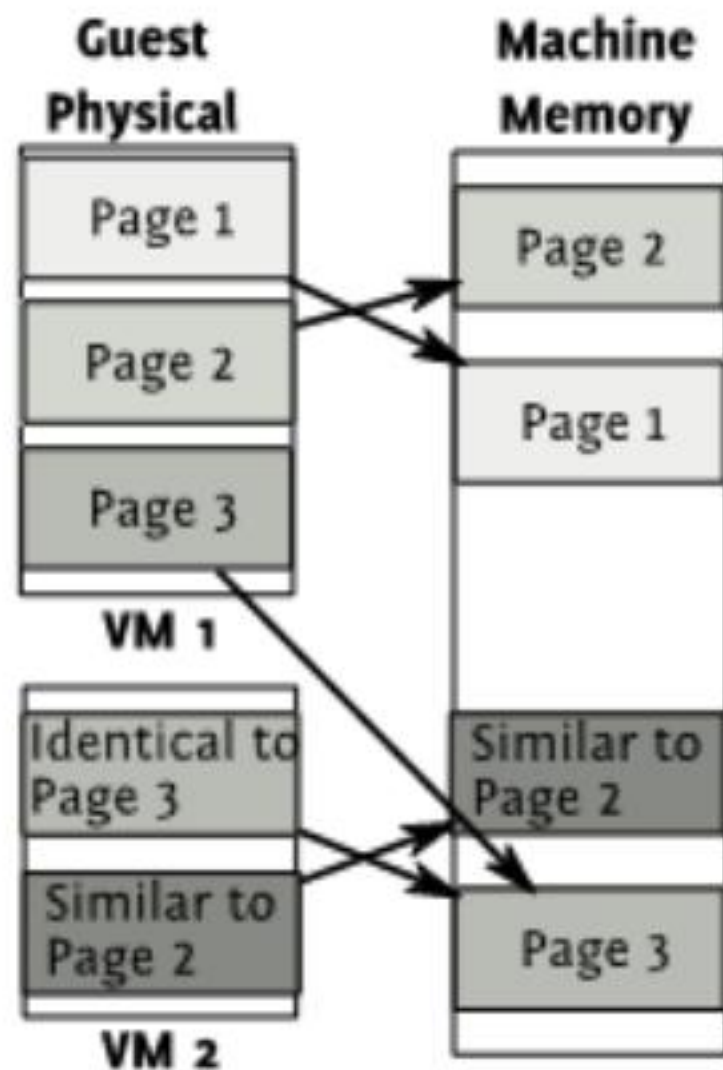 Guest
Physical
Page 1
Page 2
Page 3
VM 1
Identical to
Page 3
Similar to
Page 2
VM 2
Machine
Memory
Page 2
Page 1
Similar to
Page 2
Page 3